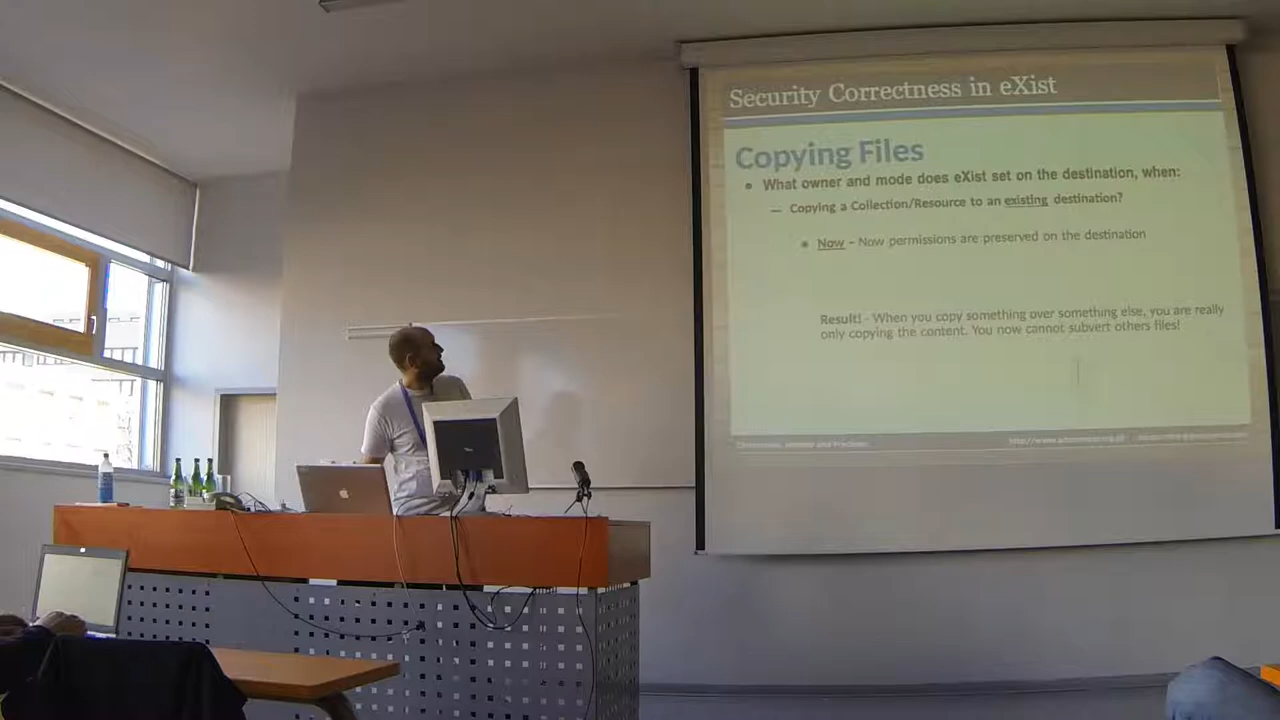 Security Correctness in eXist
Copying Files
• What owner and mode does eXist set on the destination, when:
— Copying a Collection/Resource to an existing destination?
• Now – Now permissions are preserved on the destination
Result! - When you copy something over something else, you are really
only copying the content. You now cannot subvert others files!